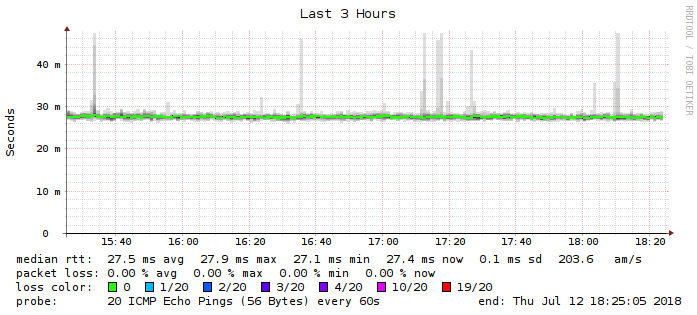 Last 3 Hours
RRDTOOL / TOBI OETIKER
Seconds
40 m
30 m
20 m
10 m
0
15:40 16:00 16:20 16:40 17:00 17:20 17:40 18:00 18:20
median rtt: 27.5 ms avg 27.9 ms max 27.1 ms min 27.4 ms now 0.1 ms sd 203.6 am/s
packet loss: 0.00 % avg 0.00 % max 0.00 % min 0.00 % now
loss color: 0 1/20 2/20 3/20 4/20 10/20 19/20
probe: 20 ICMP Echo Pings (56 Bytes) every 60s end: Thu Jul 12 18:25:05 2018